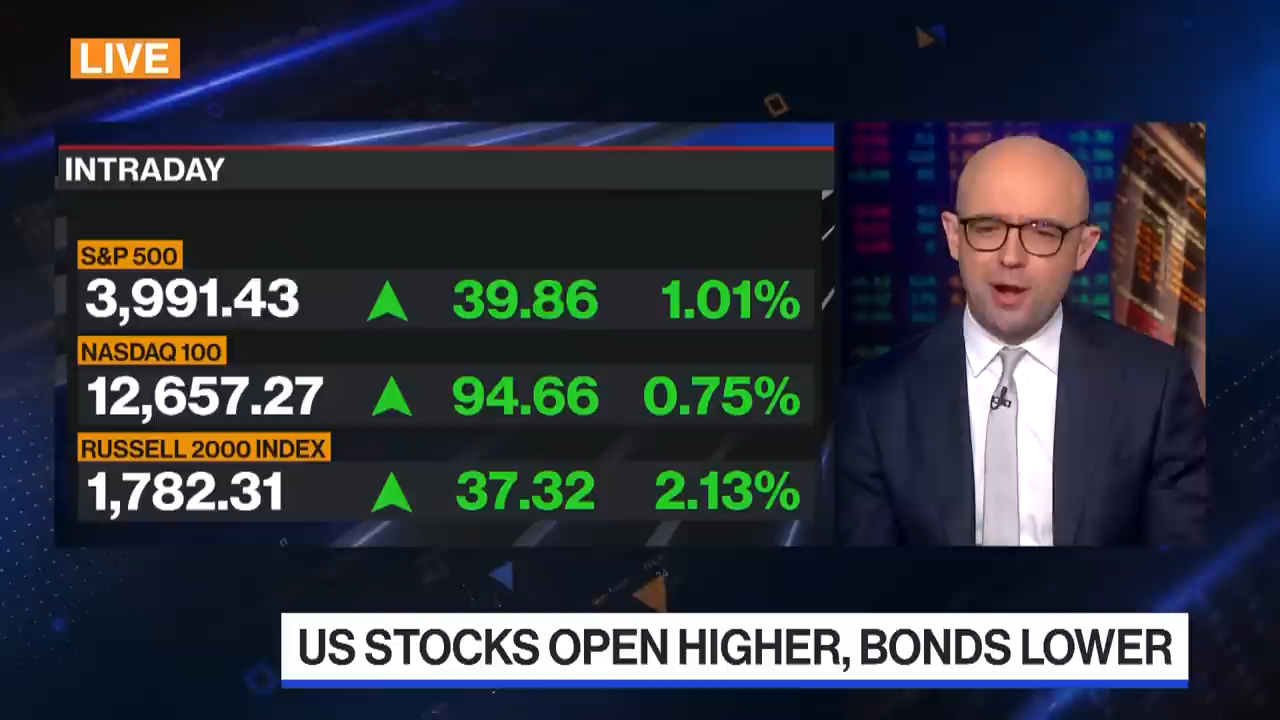 LIVE
INTRADAY
S&P 500
3,991.43 ▲ 39.86 1.01%
NASDAQ 100
12,657.27 ▲ 94.66 0.75%
RUSSELL 2000 INDEX
1,782.31 ▲ 37.32 2.13%
US STOCKS OPEN HIGHER, BONDS LOWER